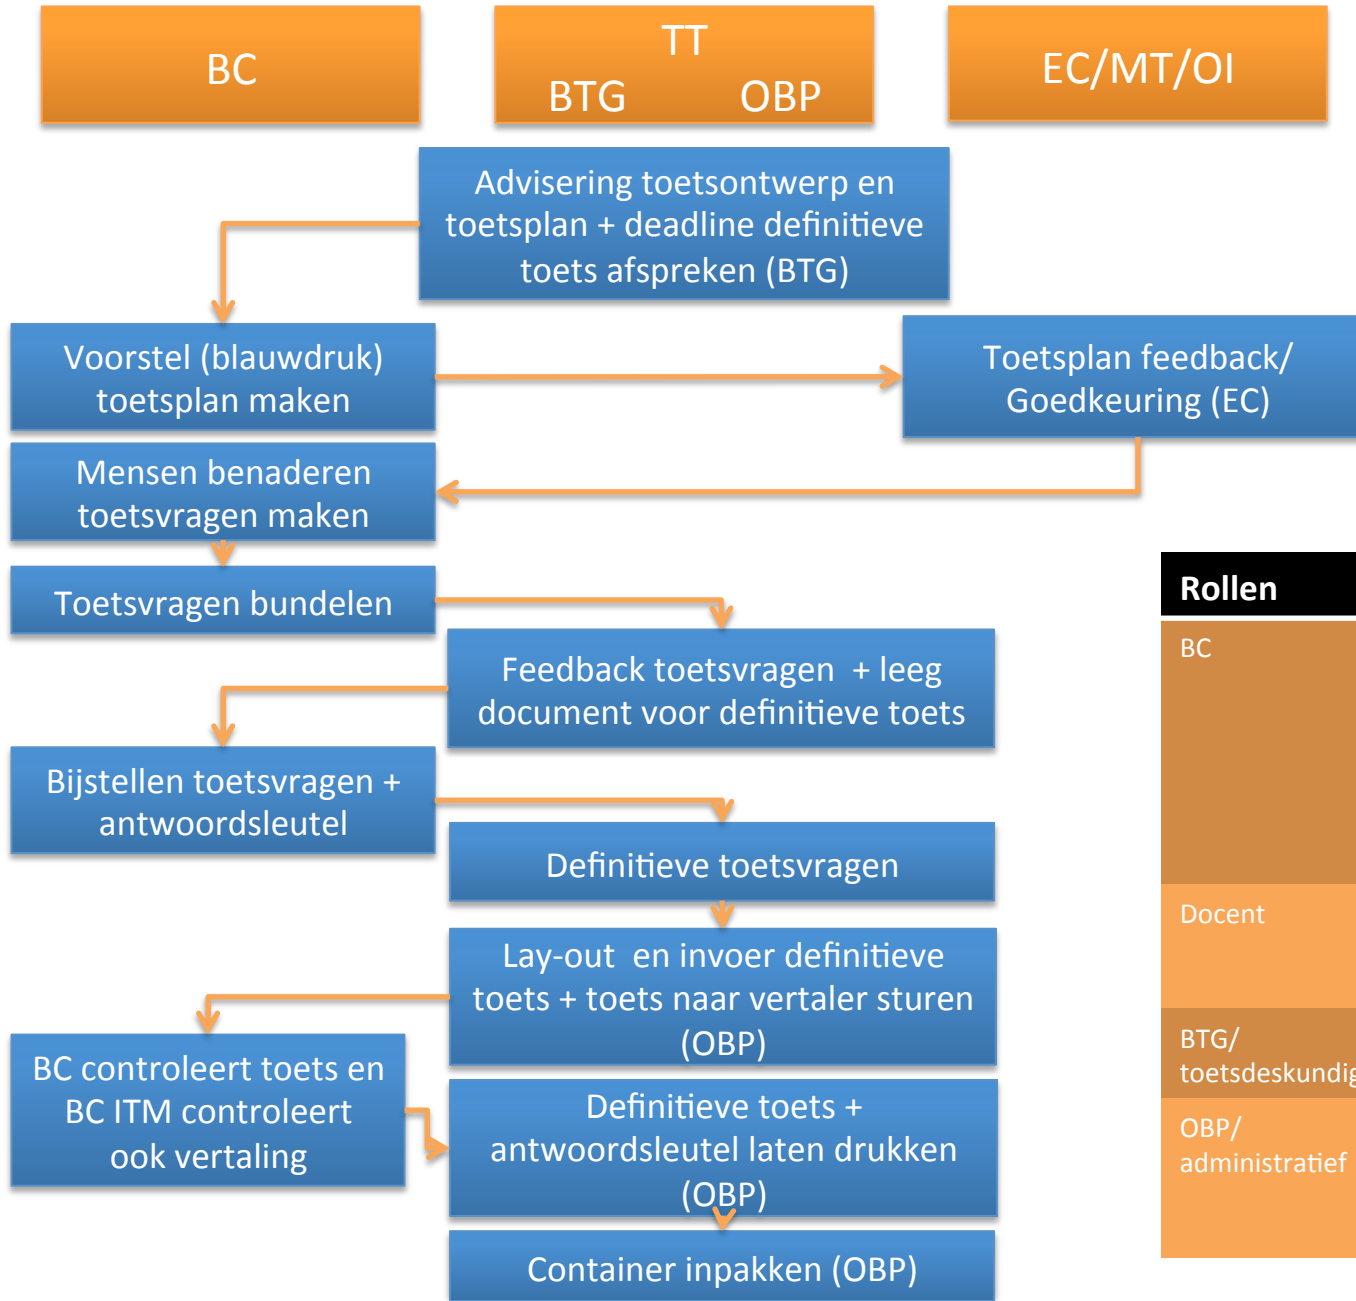 BC
TT
BTG OBP
EC/MT/OI
Advisering toetsontwerp en
toetsplan + deadline definitieve
toets afspreken (BTG)
Voorstel (blauwdruk)
toetsplan maken
Toetsplan feedback/
Goedkeuring (EC)
Mensen benaderen
toetsvragen maken
Toetsvragen bundelen
Feedback toetsvragen + leeg
document voor definitieve toets
Bijstellen toetsvragen +
antwoordsleutel
Definitieve toetsvragen
Lay-out en invoer definitieve
toets + toets naar vertaler sturen
(OBP)
BC controleert toets en
BC ITM controleert
ook vertaling
Definitieve toets +
antwoordsleutel laten drukken
(OBP)
Container inpakken (OBP)
Rollen
BC
Docent
BTG/
toetsdeskundig
OBP/
administratief